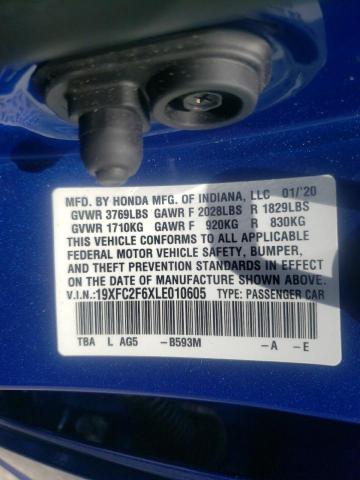 MFD. BY HONDA MFG. OF INDIANA, LLC 01/'20
GVWR 3769LBS GAWR F 2028LBS R 1829LBS
GVWR 1710KG GAWR F 920KG R 830KG
THIS VEHICLE CONFORMS TO ALL APPLICABLE
FEDERAL MOTOR VEHICLE SAFETY, BUMPER,
AND THEFT PREVENTION STANDARDS IN EFFECT
ON THE DATE OF MANUFACTURE SHOWN ABOVE.
V.I.N.:19XFC2F6XLE010605 TYPE: PASSENGER CAR
TBA L AG5 -B593M -A -E